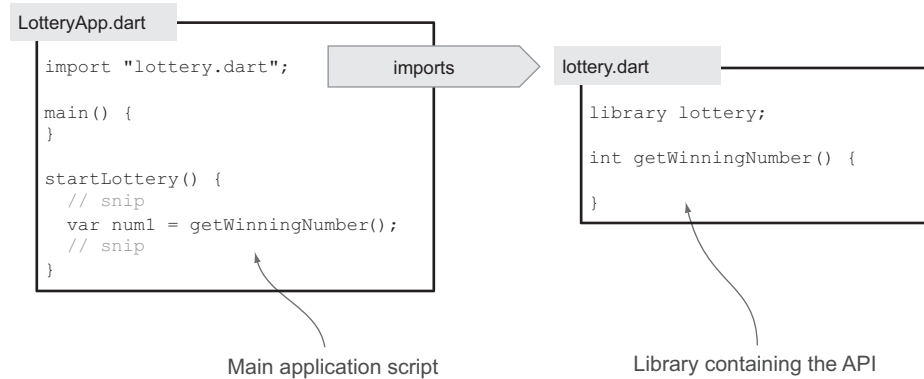 LotteryApp.dart
import "lottery.dart";
main() {
}
startLottery() {
// snip
var num1 = getWinningNumber();
// snip
}
imports
lottery.dart
library lottery;
int getWinningNumber() {
}
Main application script
Library containing the API